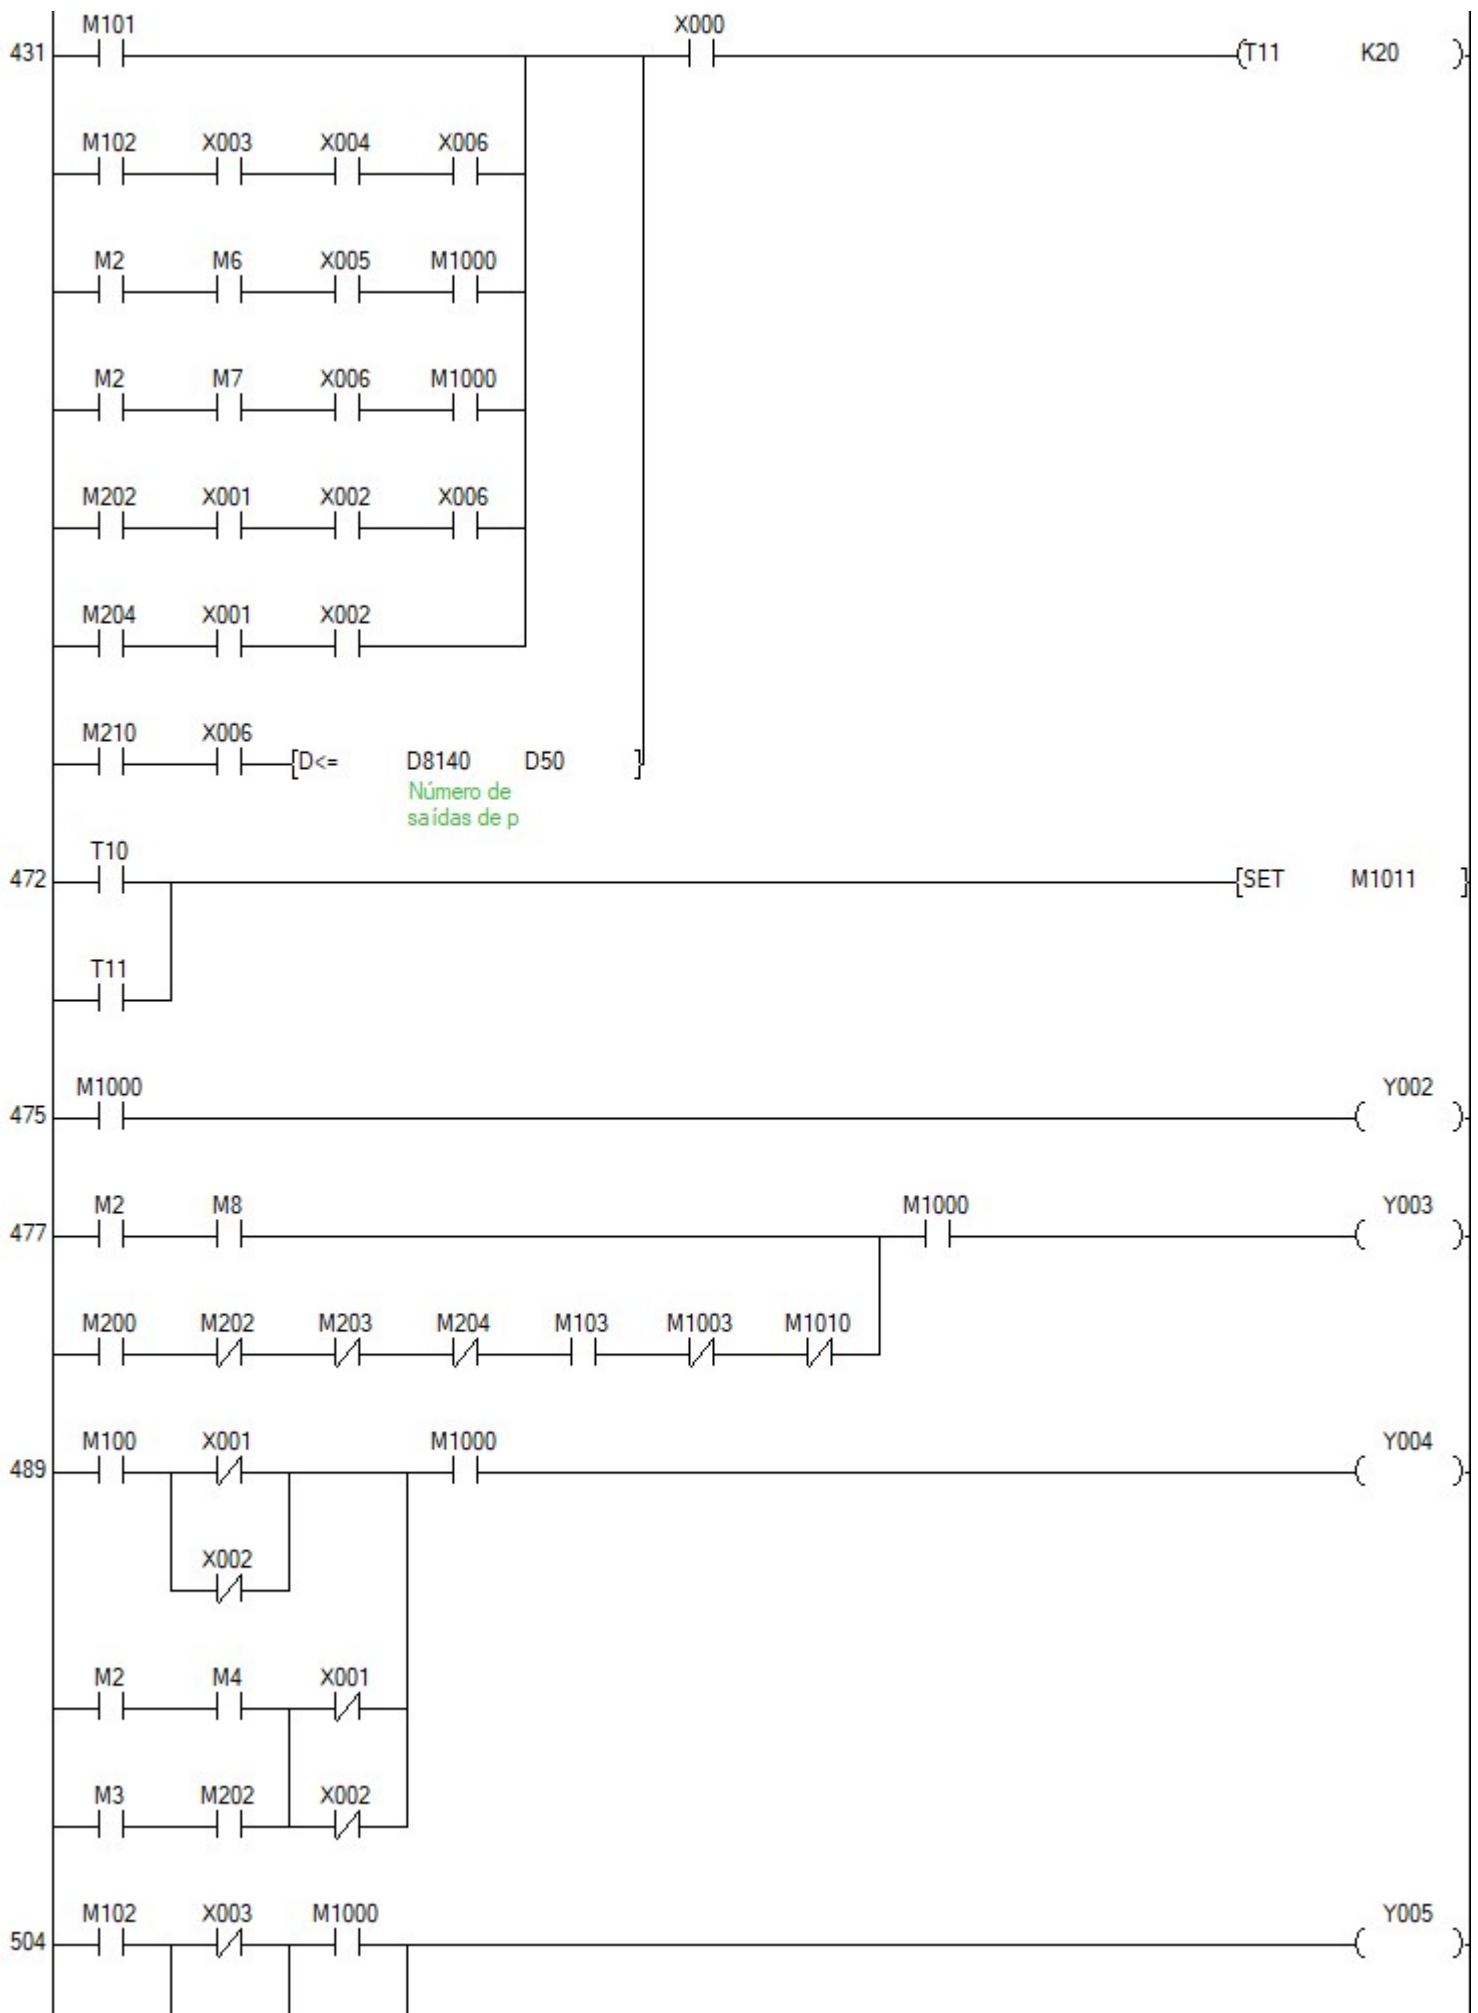 M101 X000
431 (T11 K20 )
M102 X003 X004 X006
M2 M6 X005 M1000
M2 M7 X006 M1000
M202 X001 X002 X006
M204 X001 X002
M210 X006
[D<= D8140 D50 ]
Número de
saídas de p
T10
472 [SET M1011 ]
T11
M1000 Y002
475 ( )
M2 M8 M1000 Y003
477 ( )
M200 M202 M203 M204 M103 M1003 M1010
M100 X001 M1000 Y004
489 ( )
X002
M2 M4 X001
M3 M202 X002
M102 X003 M1000 Y005
504 ( )